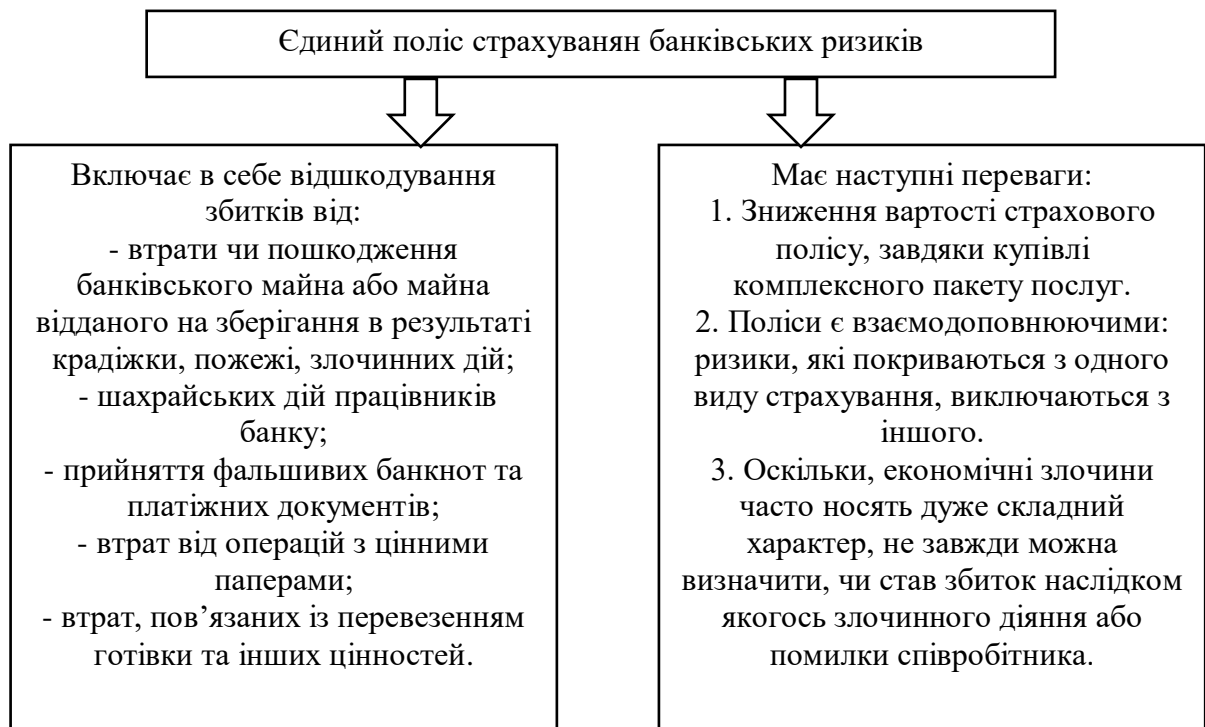 Єдиний поліс страхуванян банківських ризиків
Включає в себе відшкодування
збитків від:
- втрати чи пошкодження
банківського майна або майна
відданого на зберігання в результаті
крадіжки, пожежі, злочинних дій;
- шахрайських дій працівників
банку;
- прийняття фальшивих банкнот та
платіжних документів;
- втрат від операцій з цінними
паперами;
- втрат, пов’язаних із перевезенням
готівки та інших цінностей.
Має наступні переваги:
1. Зниження вартості страхового
полісу, завдяки купівлі
комплексного пакету послуг.
2. Поліси є взаємодоповнюючими:
ризики, які покриваються з одного
виду страхування, виключаються з
іншого.
3. Оскільки, економічні злочини
часто носять дуже складний
характер, не завжди можна
визначити, чи став збиток наслідком
якогось злочинного діяння або
помилки співробітника.